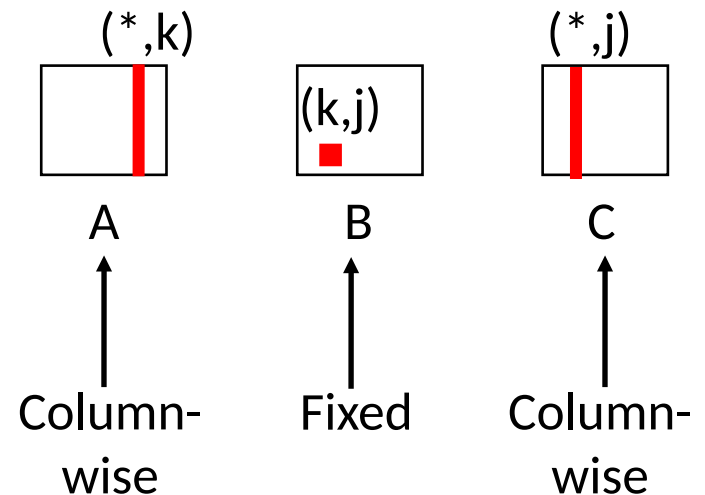 (*,k)
(*,j)
(k,j)
A
B
C
Column-
wise
Fixed
Column-
wise